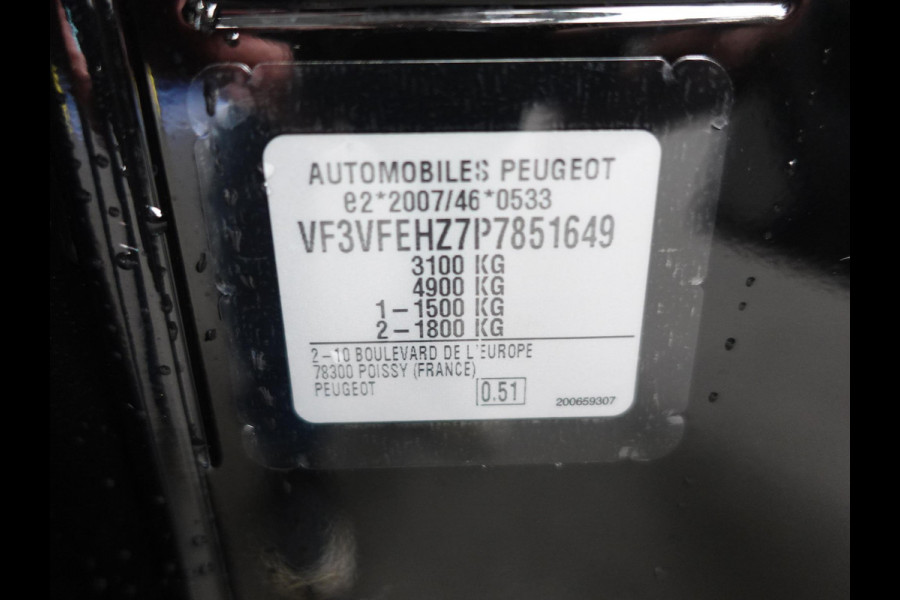 AUTOMOBILES PEUGEOT
e2*2007/46*0533
VF3VFEHZ7P7851649
3100 KG
4900 KG
1-1500 KG
2-1800 KG
2-10 BOULEVARD DE L'EUROPE
78300 POISSY (FRANCE)
PEUGEOT
0.51
200659307